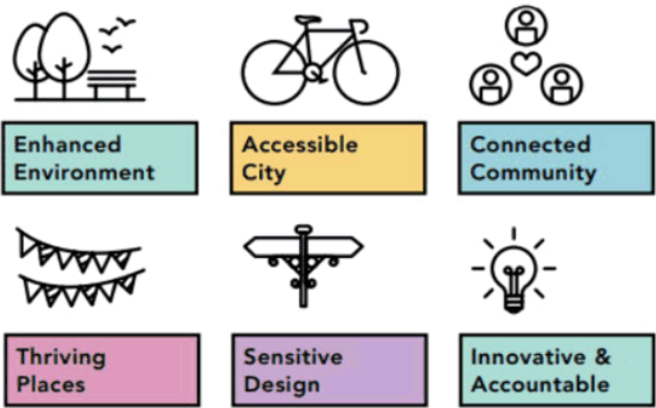 Enhanced
Environment
Accessible
City
Connected
Community
Thriving
Places
Sensitive
Design
Innovative &
Accountable